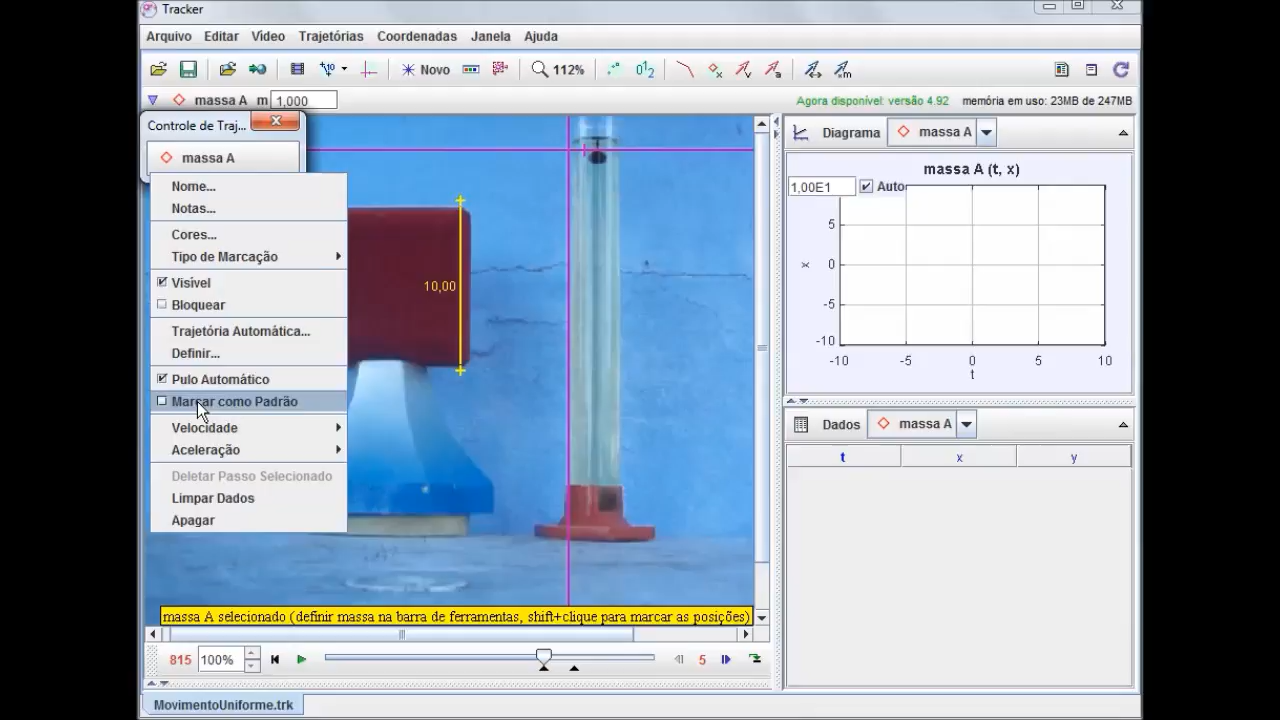 Tracker
Arquivo Editar Vídeo Trajetórias Coordenadas Janela Ajuda
Novo 112%
massa A m 1,000 Agora disponível: versão 4.92 memória em uso: 23MB de 247MB
Controle de Traj...
massa A
Nome...
Notas...
Cores...
Tipo de Marcação
Visível
Bloquear
Trajetória Automática...
Definir...
Pulo Automático
Marcar como Padrão
Velocidade
Aceleração
Deletar Passo Selecionado
Limpar Dados
Apagar
10,00
massa A selecionado (definir massa na barra de ferramentas, shift+clique para marcar as posições)
815 100% 5
MovimentoUniforme.trk
Diagrama massa A
massa A (t, x)
1,00E1 Auto
5
x 0
-5
-10
-10 -5 0 5 10
t
Dados massa A
t x y